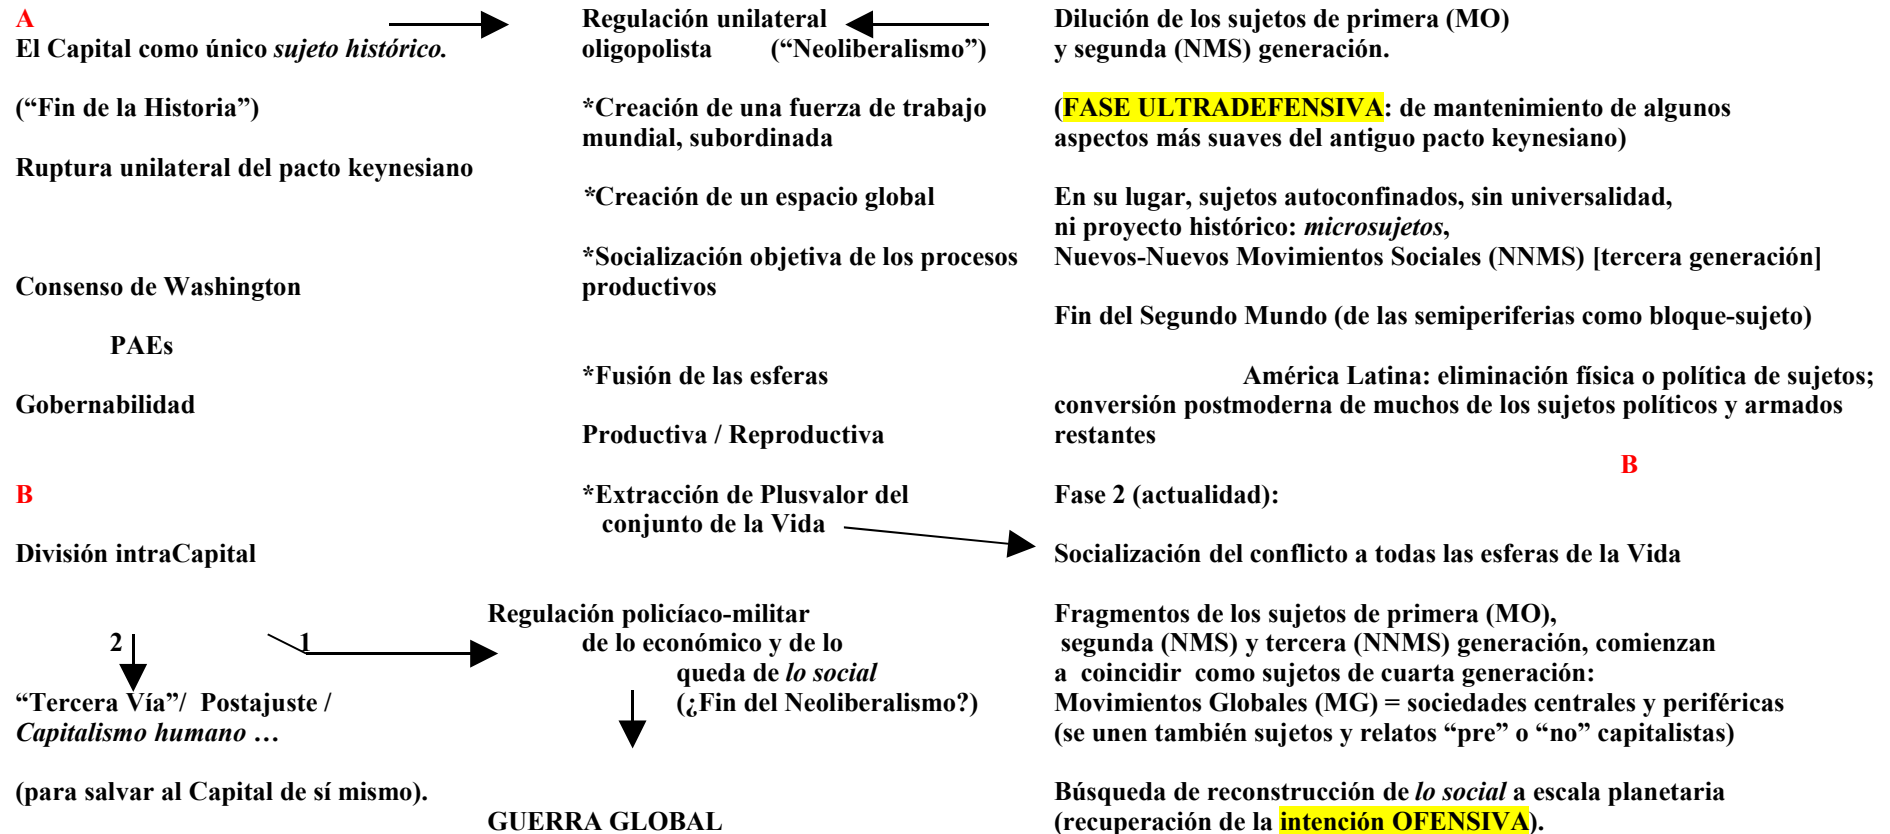 A
El Capital como único sujeto histórico.
(“Fin de la Historia”)
Ruptura unilateral del pacto keynesiano
Consenso de Washington
PAEs
Gobernabilidad
B
División intraCapital
2 1
“Tercera Vía”/ Postajuste /
Capitalismo humano …
(para salvar al Capital de sí mismo).
Regulación unilateral
oligopolista (“Neoliberalismo”)
*Creación de una fuerza de trabajo
mundial, subordinada
*Creación de un espacio global
*Socialización objetiva de los procesos
productivos
*Fusión de las esferas
Productiva / Reproductiva
*Extracción de Plusvalor del
conjunto de la Vida
Regulación policíaco-militar
de lo económico y de lo
queda de lo social
(¿Fin del Neoliberalismo?)
GUERRA GLOBAL
Dilución de los sujetos de primera (MO)
y segunda (NMS) generación.
(FASE ULTRADEFENSIVA: de mantenimiento de algunos
aspectos más suaves del antiguo pacto keynesiano)
En su lugar, sujetos autoconfinados, sin universalidad,
ni proyecto histórico: microsujetos,
Nuevos-Nuevos Movimientos Sociales (NNMS) [tercera generación]
Fin del Segundo Mundo (de las semiperiferias como bloque-sujeto)
América Latina: eliminación física o política de sujetos;
conversión postmoderna de muchos de los sujetos políticos y armados
restantes
B
Fase 2 (actualidad):
Socialización del conflicto a todas las esferas de la Vida
Fragmentos de los sujetos de primera (MO),
segunda (NMS) y tercera (NNMS) generación, comienzan
a coincidir como sujetos de cuarta generación:
Movimientos Globales (MG) = sociedades centrales y periféricas
(se unen también sujetos y relatos “pre” o “no” capitalistas)
Búsqueda de reconstrucción de lo social a escala planetaria
(recuperación de la intención OFENSIVA).